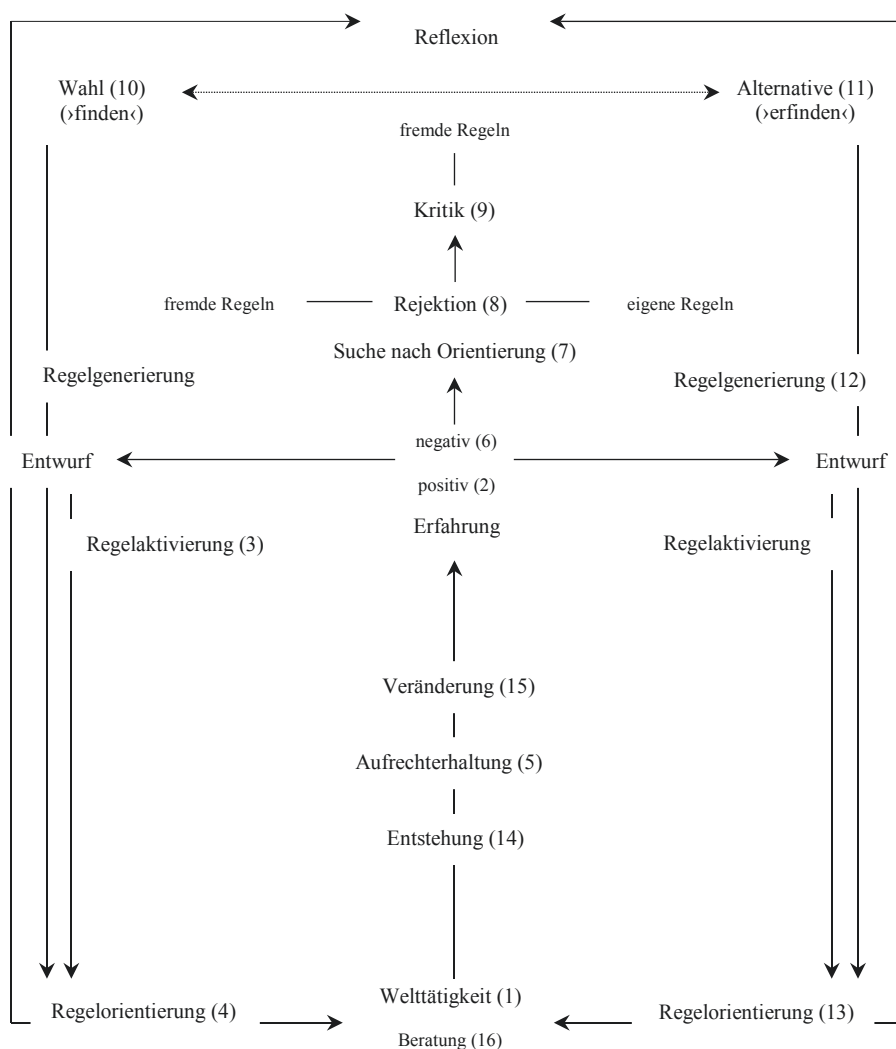 Reflexion
Wahl (10)
(›finden‹)
Alternative (11)
(›erfinden‹)
fremde Regeln
Kritik (9)
fremde Regeln
Rejektion (8)
eigene Regeln
Suche nach Orientierung (7)
Regelgenerierung
Regelgenerierung (12)
negativ (6)
Entwurf
Entwurf
positiv (2)
Erfahrung
Regelaktivierung (3)
Regelaktivierung
Veränderung (15)
Aufrechterhaltung (5)
Entstehung (14)
Welttätigkeit (1)
Regelorientierung (4)
Regelorientierung (13)
Beratung (16)